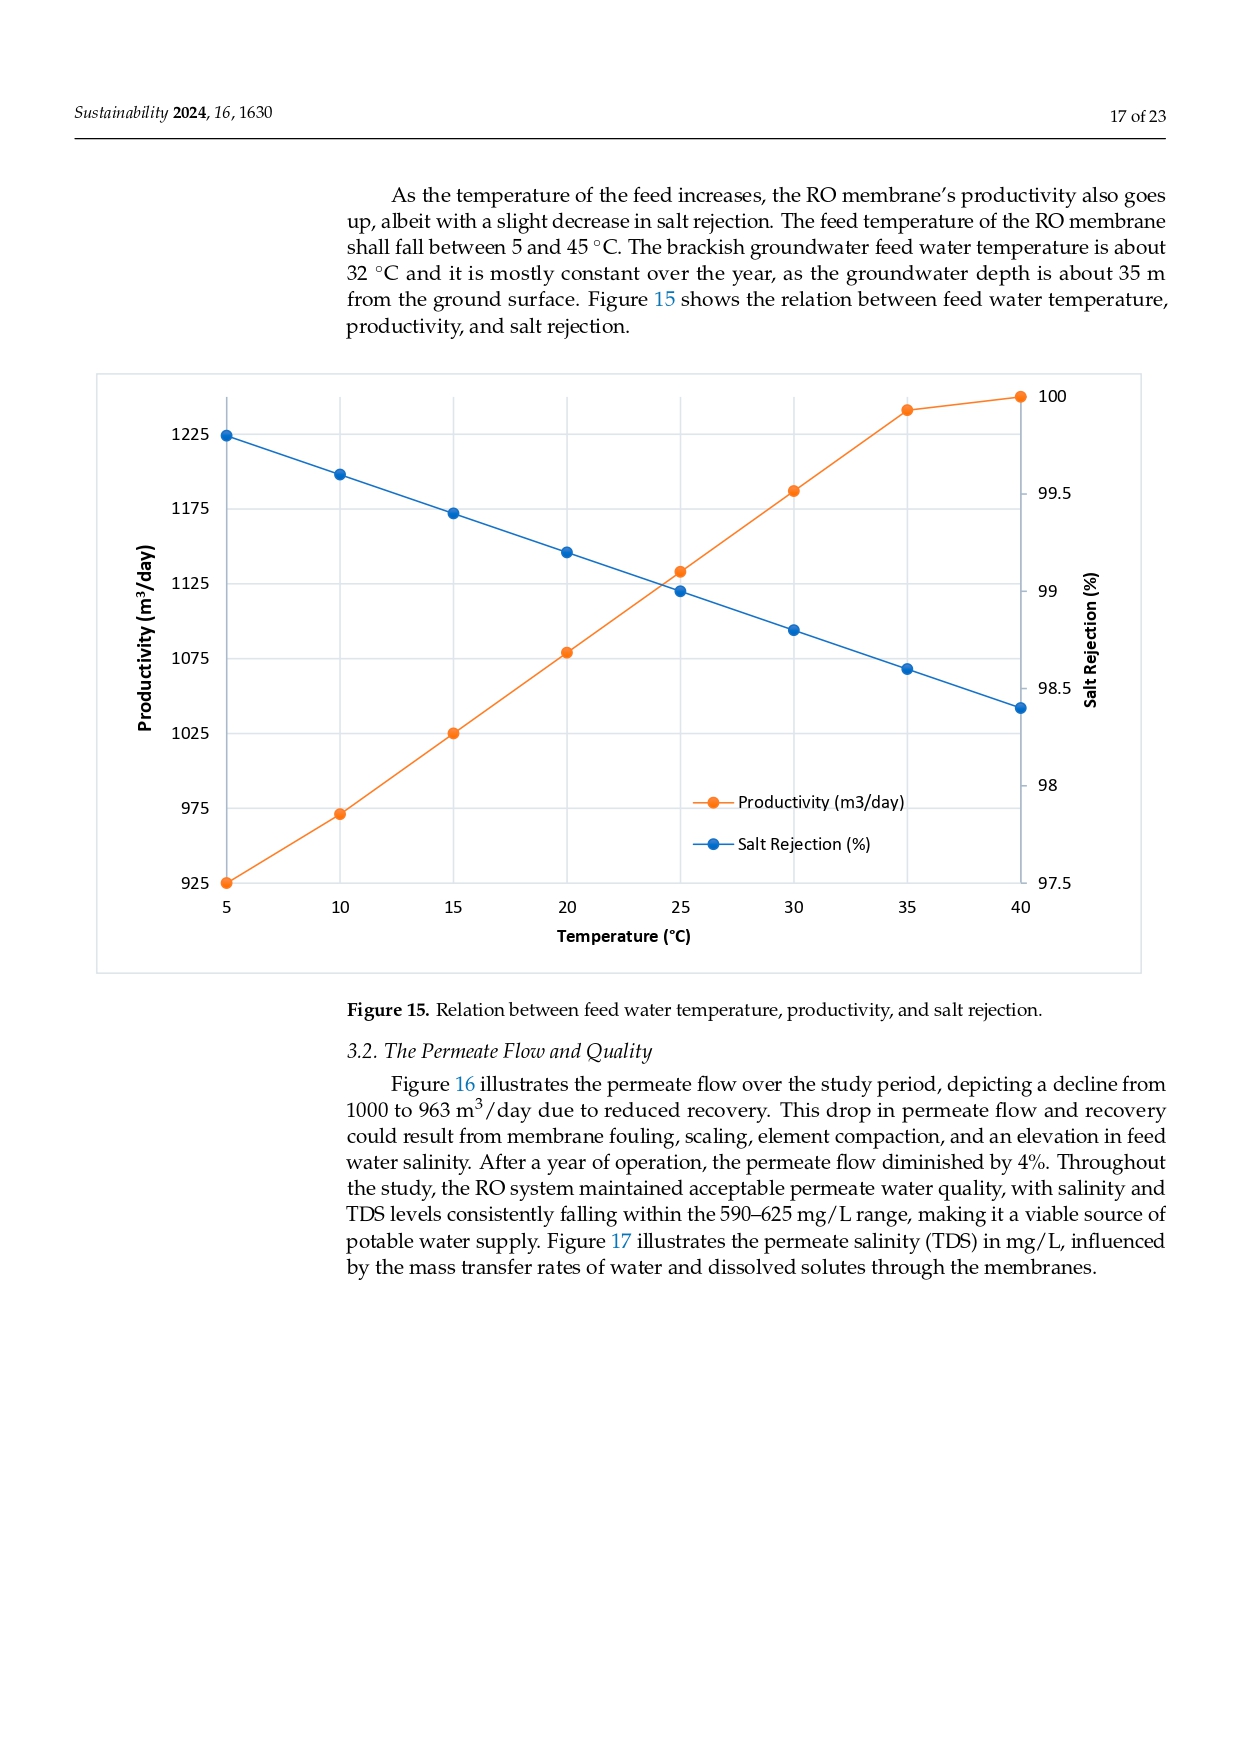 Sustainability 2024, 16, 1630
17 of 23
As the temperature of the feed increases, the RO membrane’s productivity also goes
up, albeit with a slight decrease in salt rejection. The feed temperature of the RO membrane
shall fall between 5 and 45 °C. The brackish groundwater feed water temperature is about
32 °C and it is mostly constant over the year, as the groundwater depth is about 35 m
from the ground surface. Figure 15 shows the relation between feed water temperature,
productivity, and salt rejection.
Productivity (m³/day)
1225
1175
1125
1075
1025
975
925
100
99.5
99
98.5
98
97.5
Salt Rejection (%)
Productivity (m3/day)
Salt Rejection (%)
5 10 15 20 25 30 35 40
Temperature (°C)
Figure 15. Relation between feed water temperature, productivity, and salt rejection.
3.2. The Permeate Flow and Quality
Figure 16 illustrates the permeate flow over the study period, depicting a decline from
1000 to 963 m³/day due to reduced recovery. This drop in permeate flow and recovery
could result from membrane fouling, scaling, element compaction, and an elevation in feed
water salinity. After a year of operation, the permeate flow diminished by 4%. Throughout
the study, the RO system maintained acceptable permeate water quality, with salinity and
TDS levels consistently falling within the 590–625 mg/L range, making it a viable source of
potable water supply. Figure 17 illustrates the permeate salinity (TDS) in mg/L, influenced
by the mass transfer rates of water and dissolved solutes through the membranes.